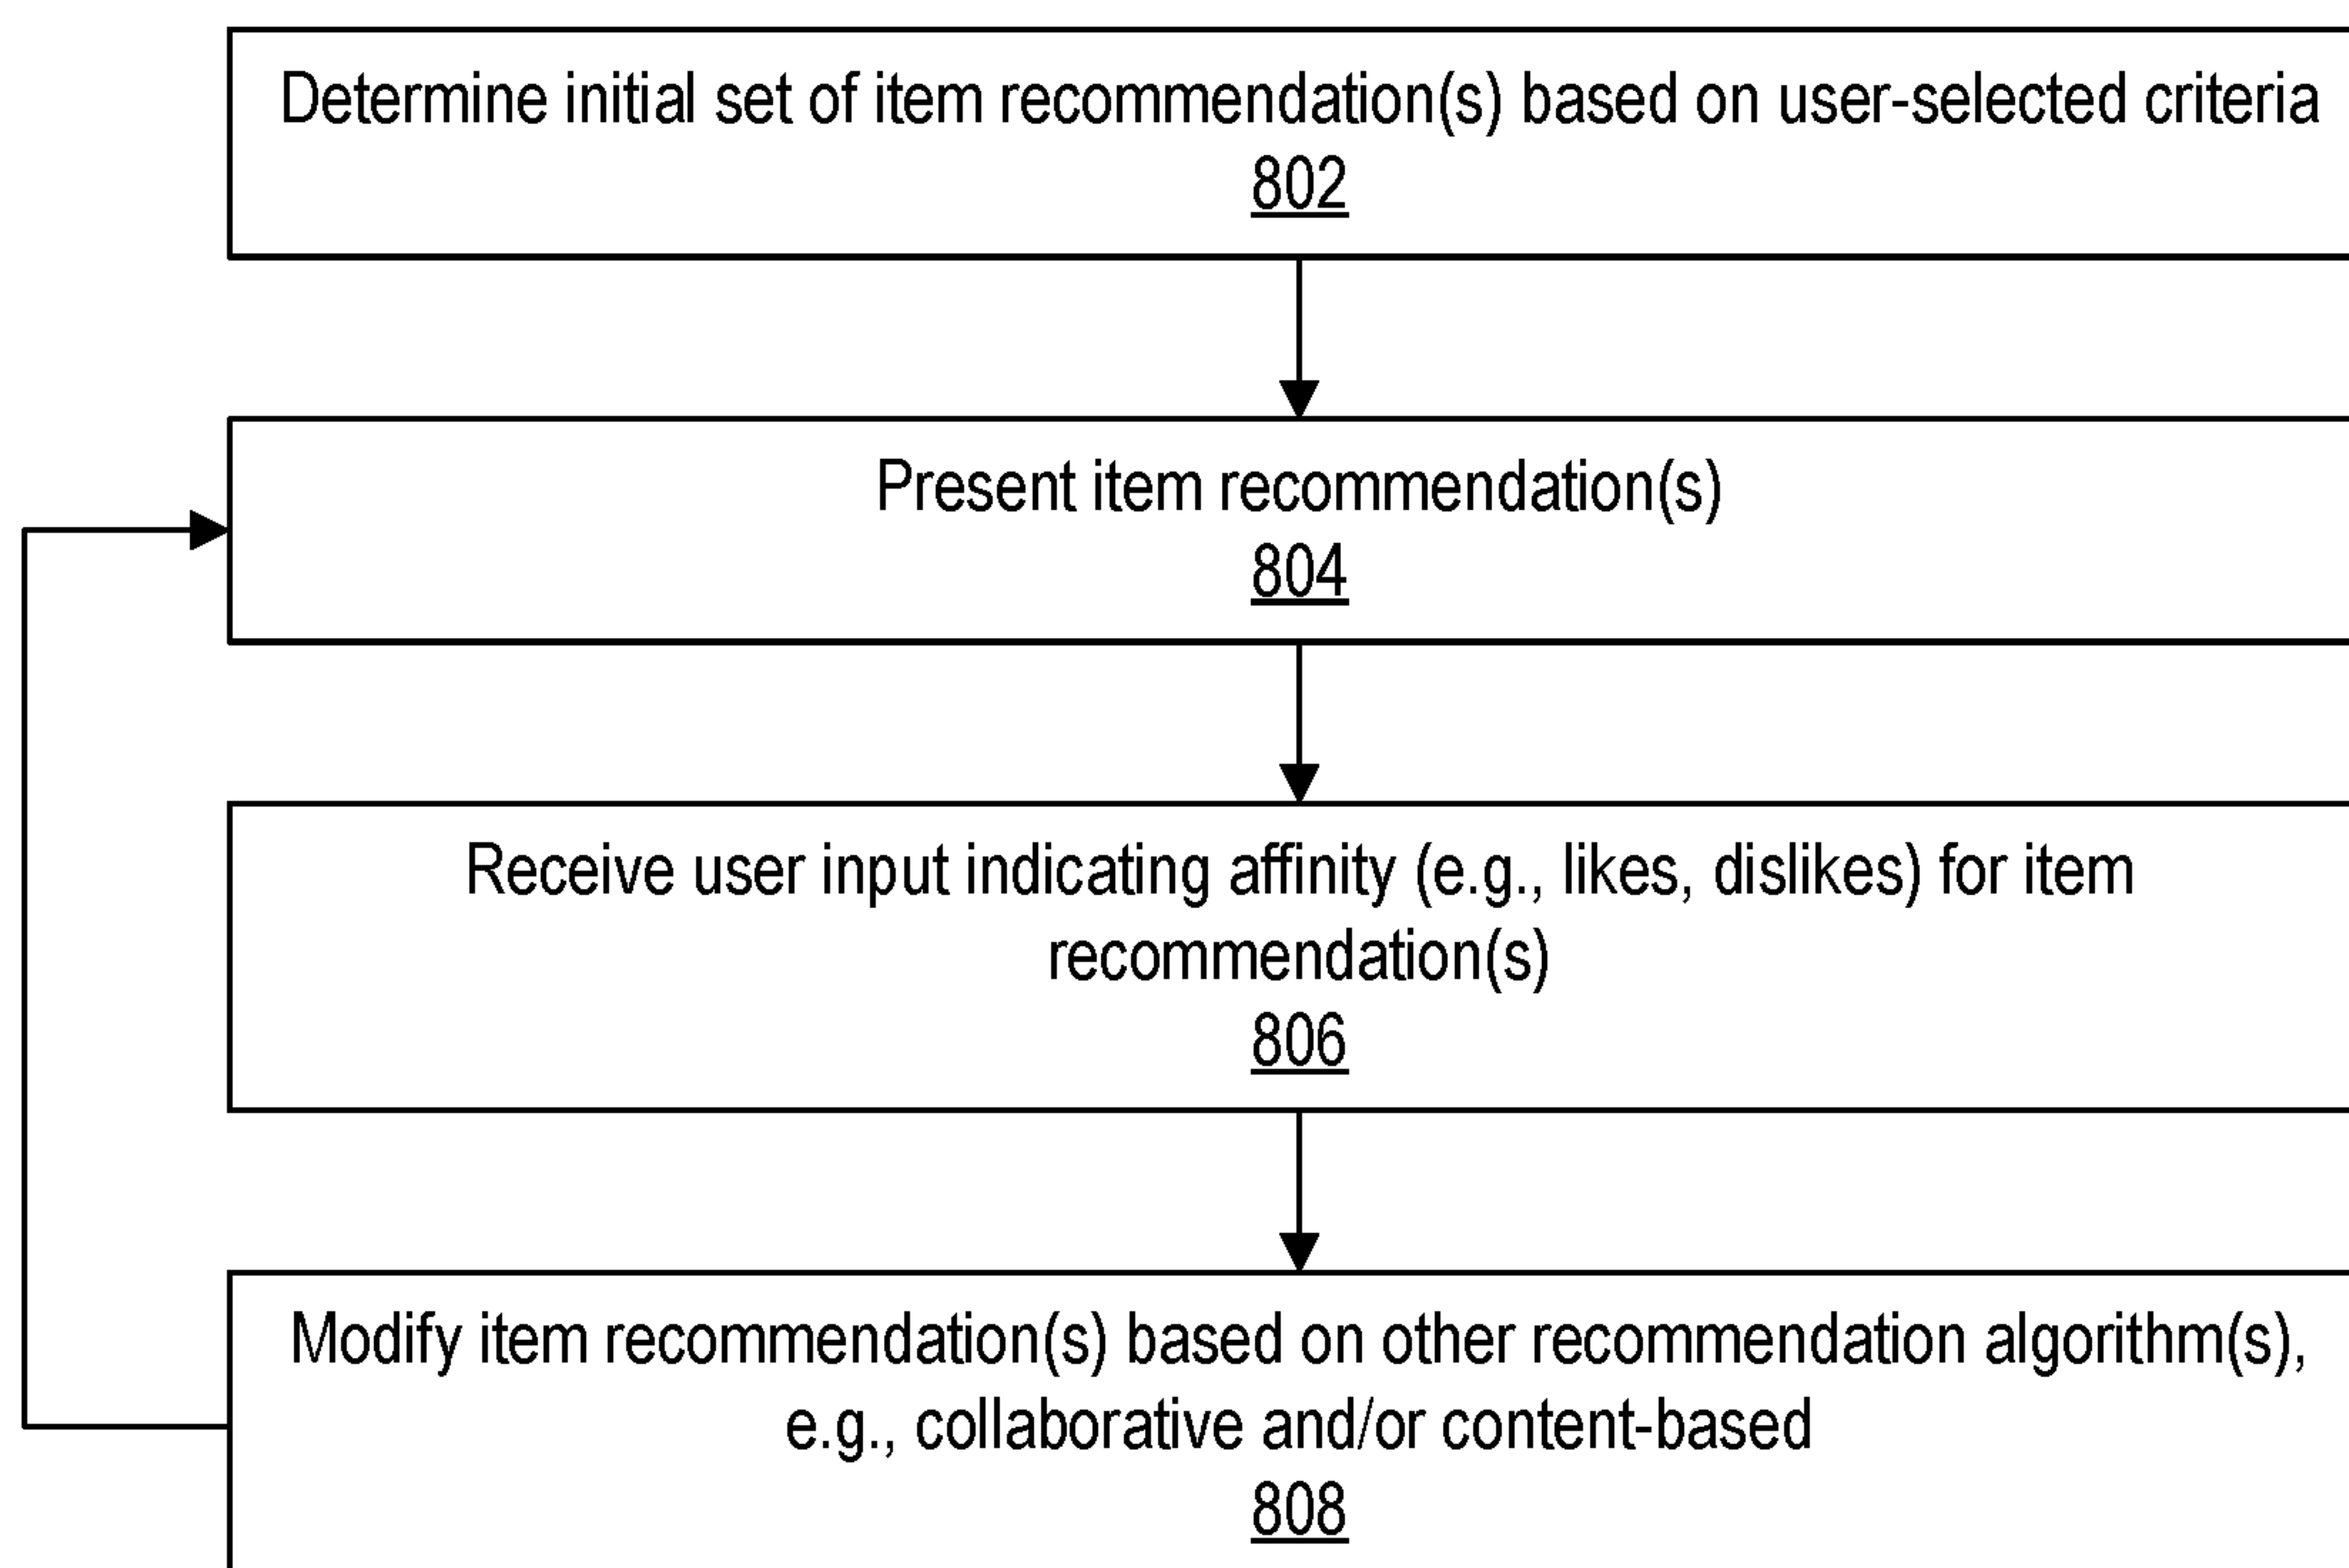 Determine initial set of item recommendation(s) based on user-selected criteria
802
Present item recommendation(s)
804
Receive user input indicating affinity (e.g., likes, dislikes) for item
recommendation(s)
806
Modify item recommendation(s) based on other recommendation algorithm(s),
e.g., collaborative and/or content-based
808